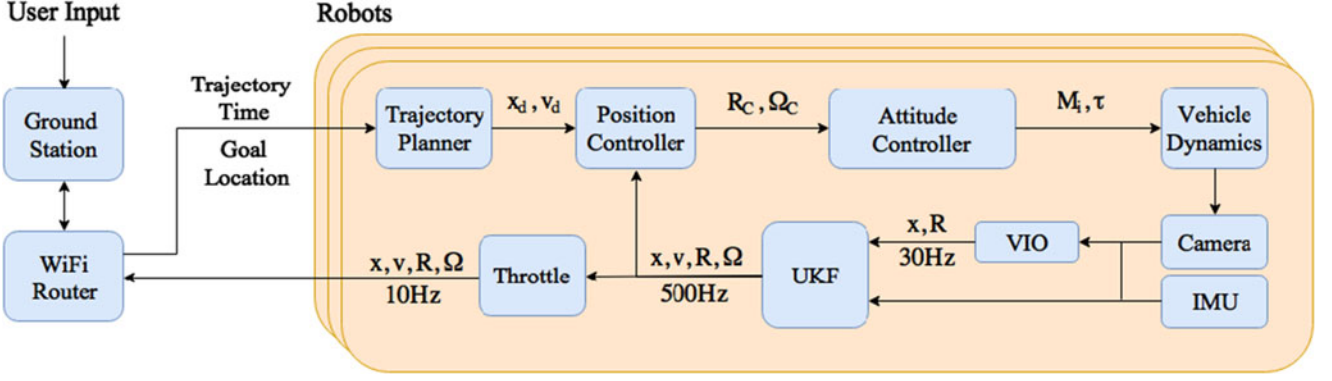 User Input
Robots
Ground
Station
WiFi
Router
Trajectory
Time
Goal
Location
Trajectory
Planner
x_d, v_d
Position
Controller
R_C, Ω_C
Attitude
Controller
M_i, τ
Vehicle
Dynamics
Camera
IMU
VIO
x, R
30Hz
UKF
x, v, R, Ω
500Hz
Throttle
x, v, R, Ω
10Hz